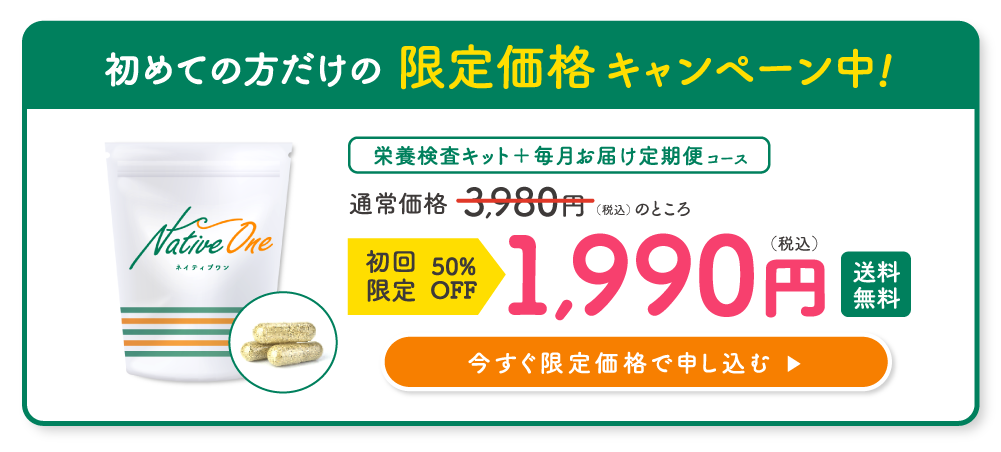 初めての方だけの 限定価格 キャンペーン中!
栄養検査キット＋毎月お届け定期便コース
通常価格 3,980円（税込）のところ
初回限定 50%OFF 1,990円（税込） 送料無料
Native One
ネイティブワン
今すぐ限定価格で申し込む ▶